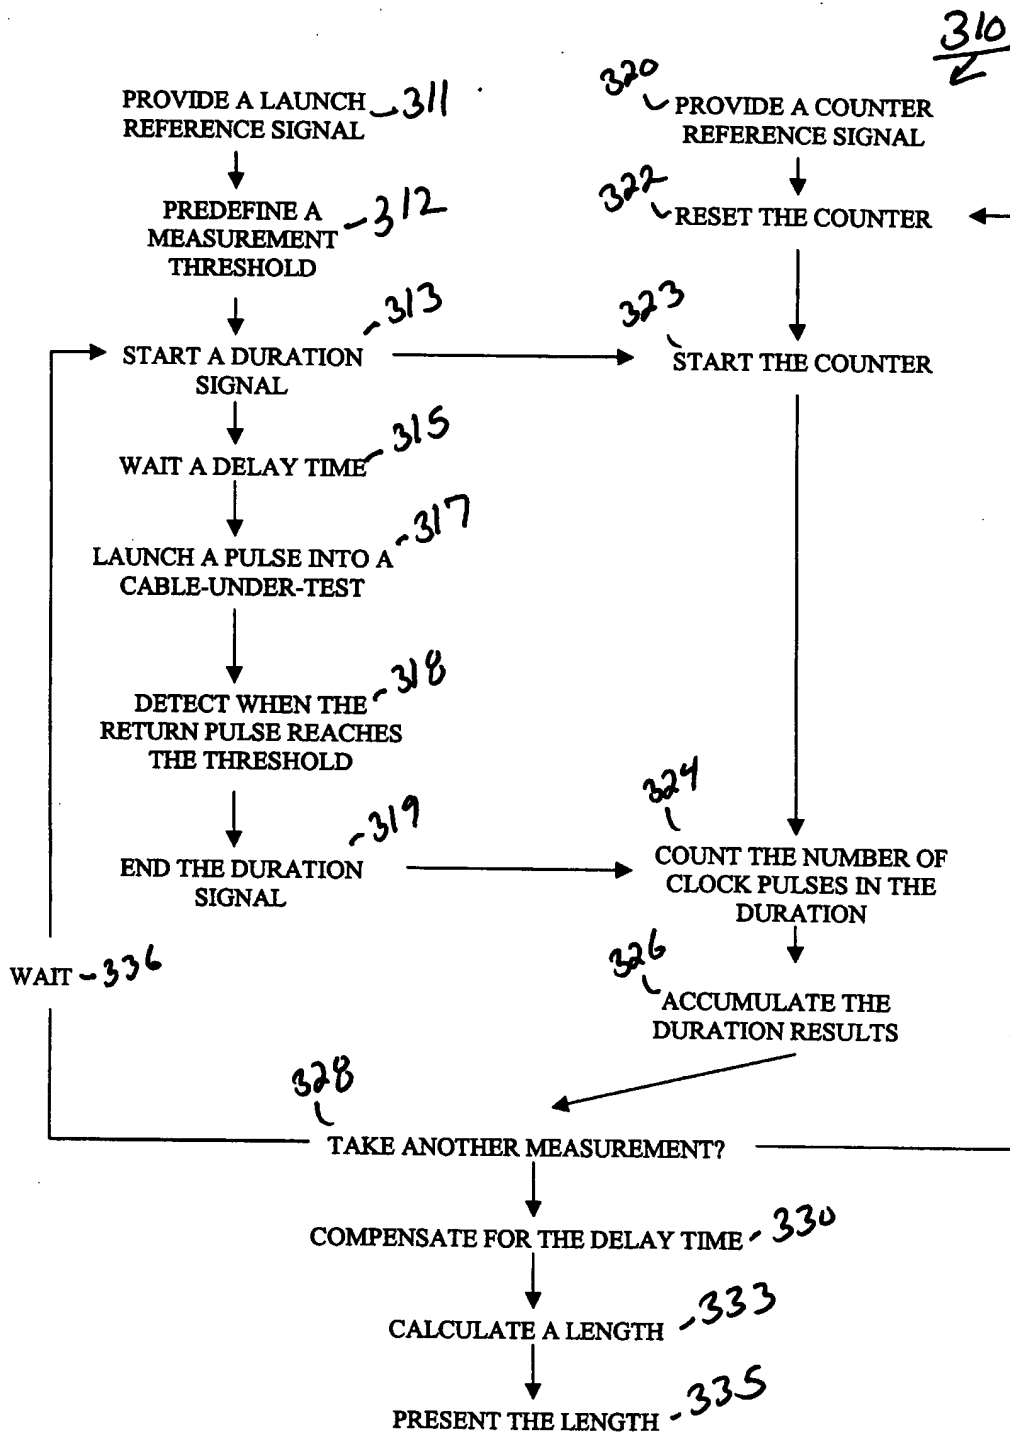 310
PROVIDE A LAUNCH
REFERENCE SIGNAL
311
PREDEFINE A
MEASUREMENT
THRESHOLD
312
START A DURATION
SIGNAL
313
WAIT A DELAY TIME
315
LAUNCH A PULSE INTO A
CABLE-UNDER-TEST
317
DETECT WHEN THE
RETURN PULSE REACHES
THE THRESHOLD
318
END THE DURATION
SIGNAL
319
320
PROVIDE A COUNTER
REFERENCE SIGNAL
322
RESET THE COUNTER
323
START THE COUNTER
324
COUNT THE NUMBER OF
CLOCK PULSES IN THE
DURATION
326
ACCUMULATE THE
DURATION RESULTS
WAIT 336
328
TAKE ANOTHER MEASUREMENT?
COMPENSATE FOR THE DELAY TIME 330
CALCULATE A LENGTH 333
PRESENT THE LENGTH 335